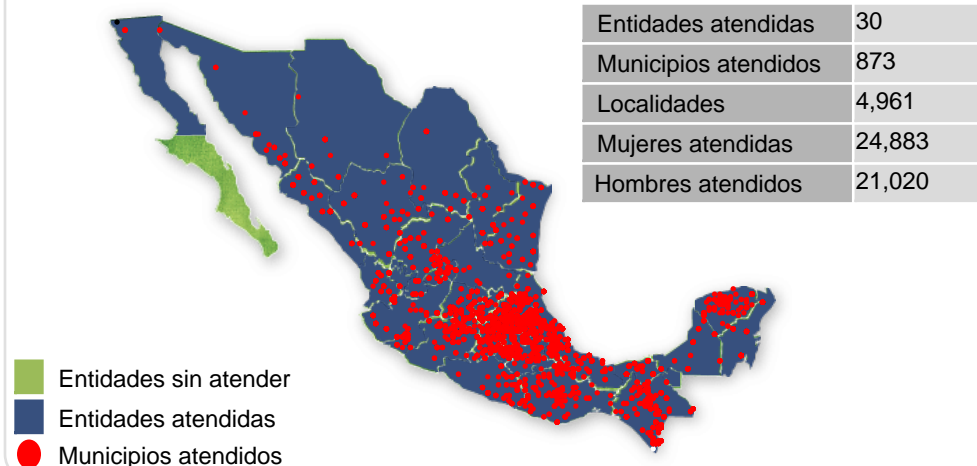 Entidades atendidas 30
Municipios atendidos 873
Localidades 4,961
Mujeres atendidas 24,883
Hombres atendidos 21,020
Entidades sin atender
Entidades atendidas
Municipios atendidos